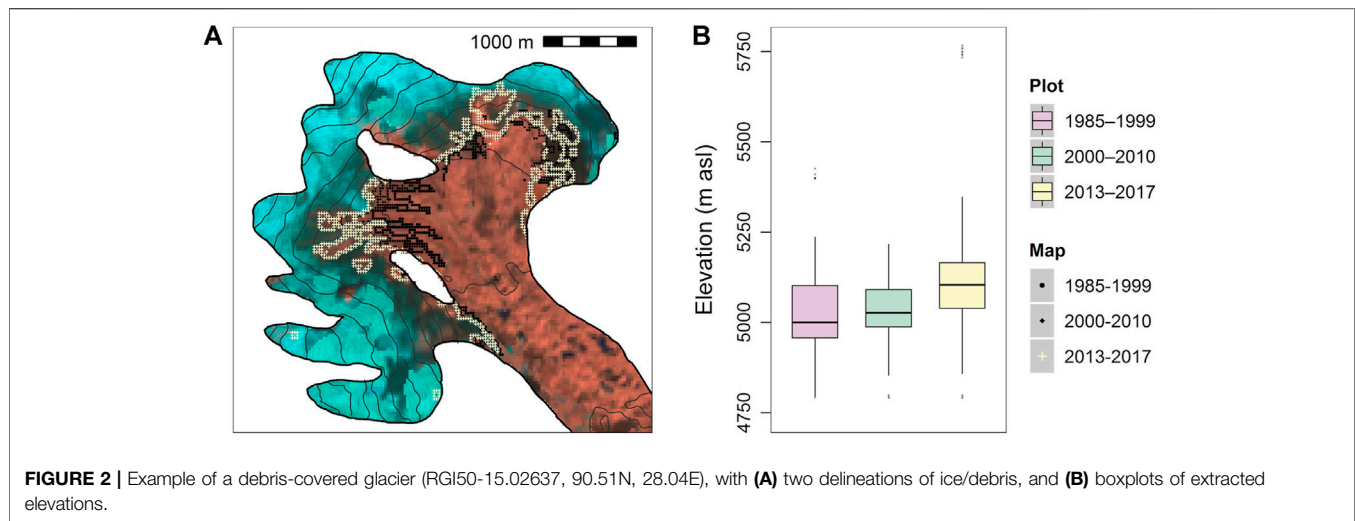 A
1000 m
B
Elevation (m asl)
5750
5500
5250
5000
4750
Plot
1985–1999
2000–2010
2013–2017
Map
1985-1999
2000-2010
2013-2017
FIGURE 2 | Example of a debris-covered glacier (RGI50-15.02637, 90.51N, 28.04E), with (A) two delineations of ice/debris, and (B) boxplots of extracted
elevations.